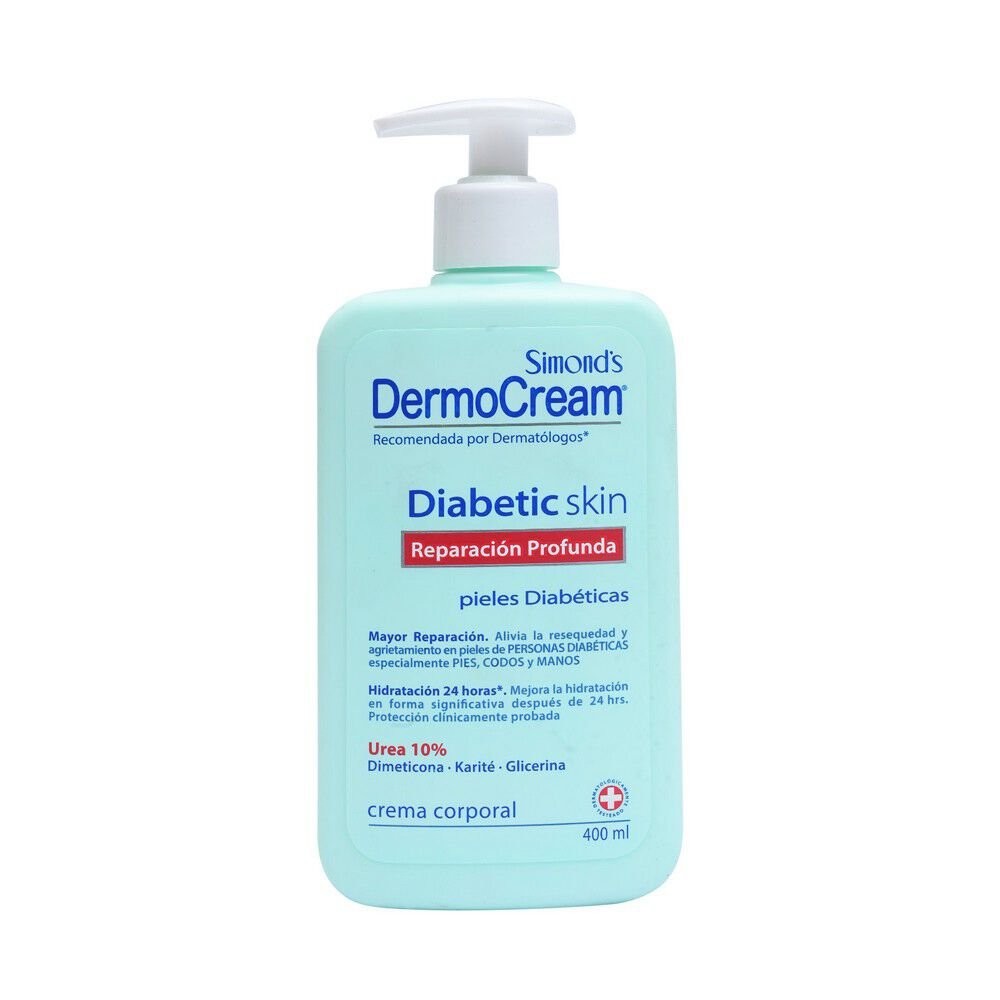 Simond's
DermoCream®
Recomendada por Dermatólogos*
Diabetic skin
Reparación Profunda
pieles Diabéticas
Mayor Reparación. Alivia la resequedad y
agrietamiento en pieles de PERSONAS DIABÉTICAS
especialmente PIES, CODOS y MANOS
Hidratación 24 horas*. Mejora la hidratación
en forma significativa después de 24 hrs.
Protección clínicamente probada
Urea 10%
Dimeticona · Karité · Glicerina
DERMATOLÓGICAMENTE TESTEADO
crema corporal
400 ml